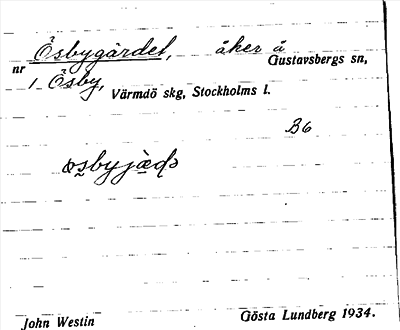 Ösbygärdet, åker å
nr Gustavsbergs sn,
1 Ösby, Värmdö skg, Stockholms l.
B6
John Westin Gösta Lundberg 1934.